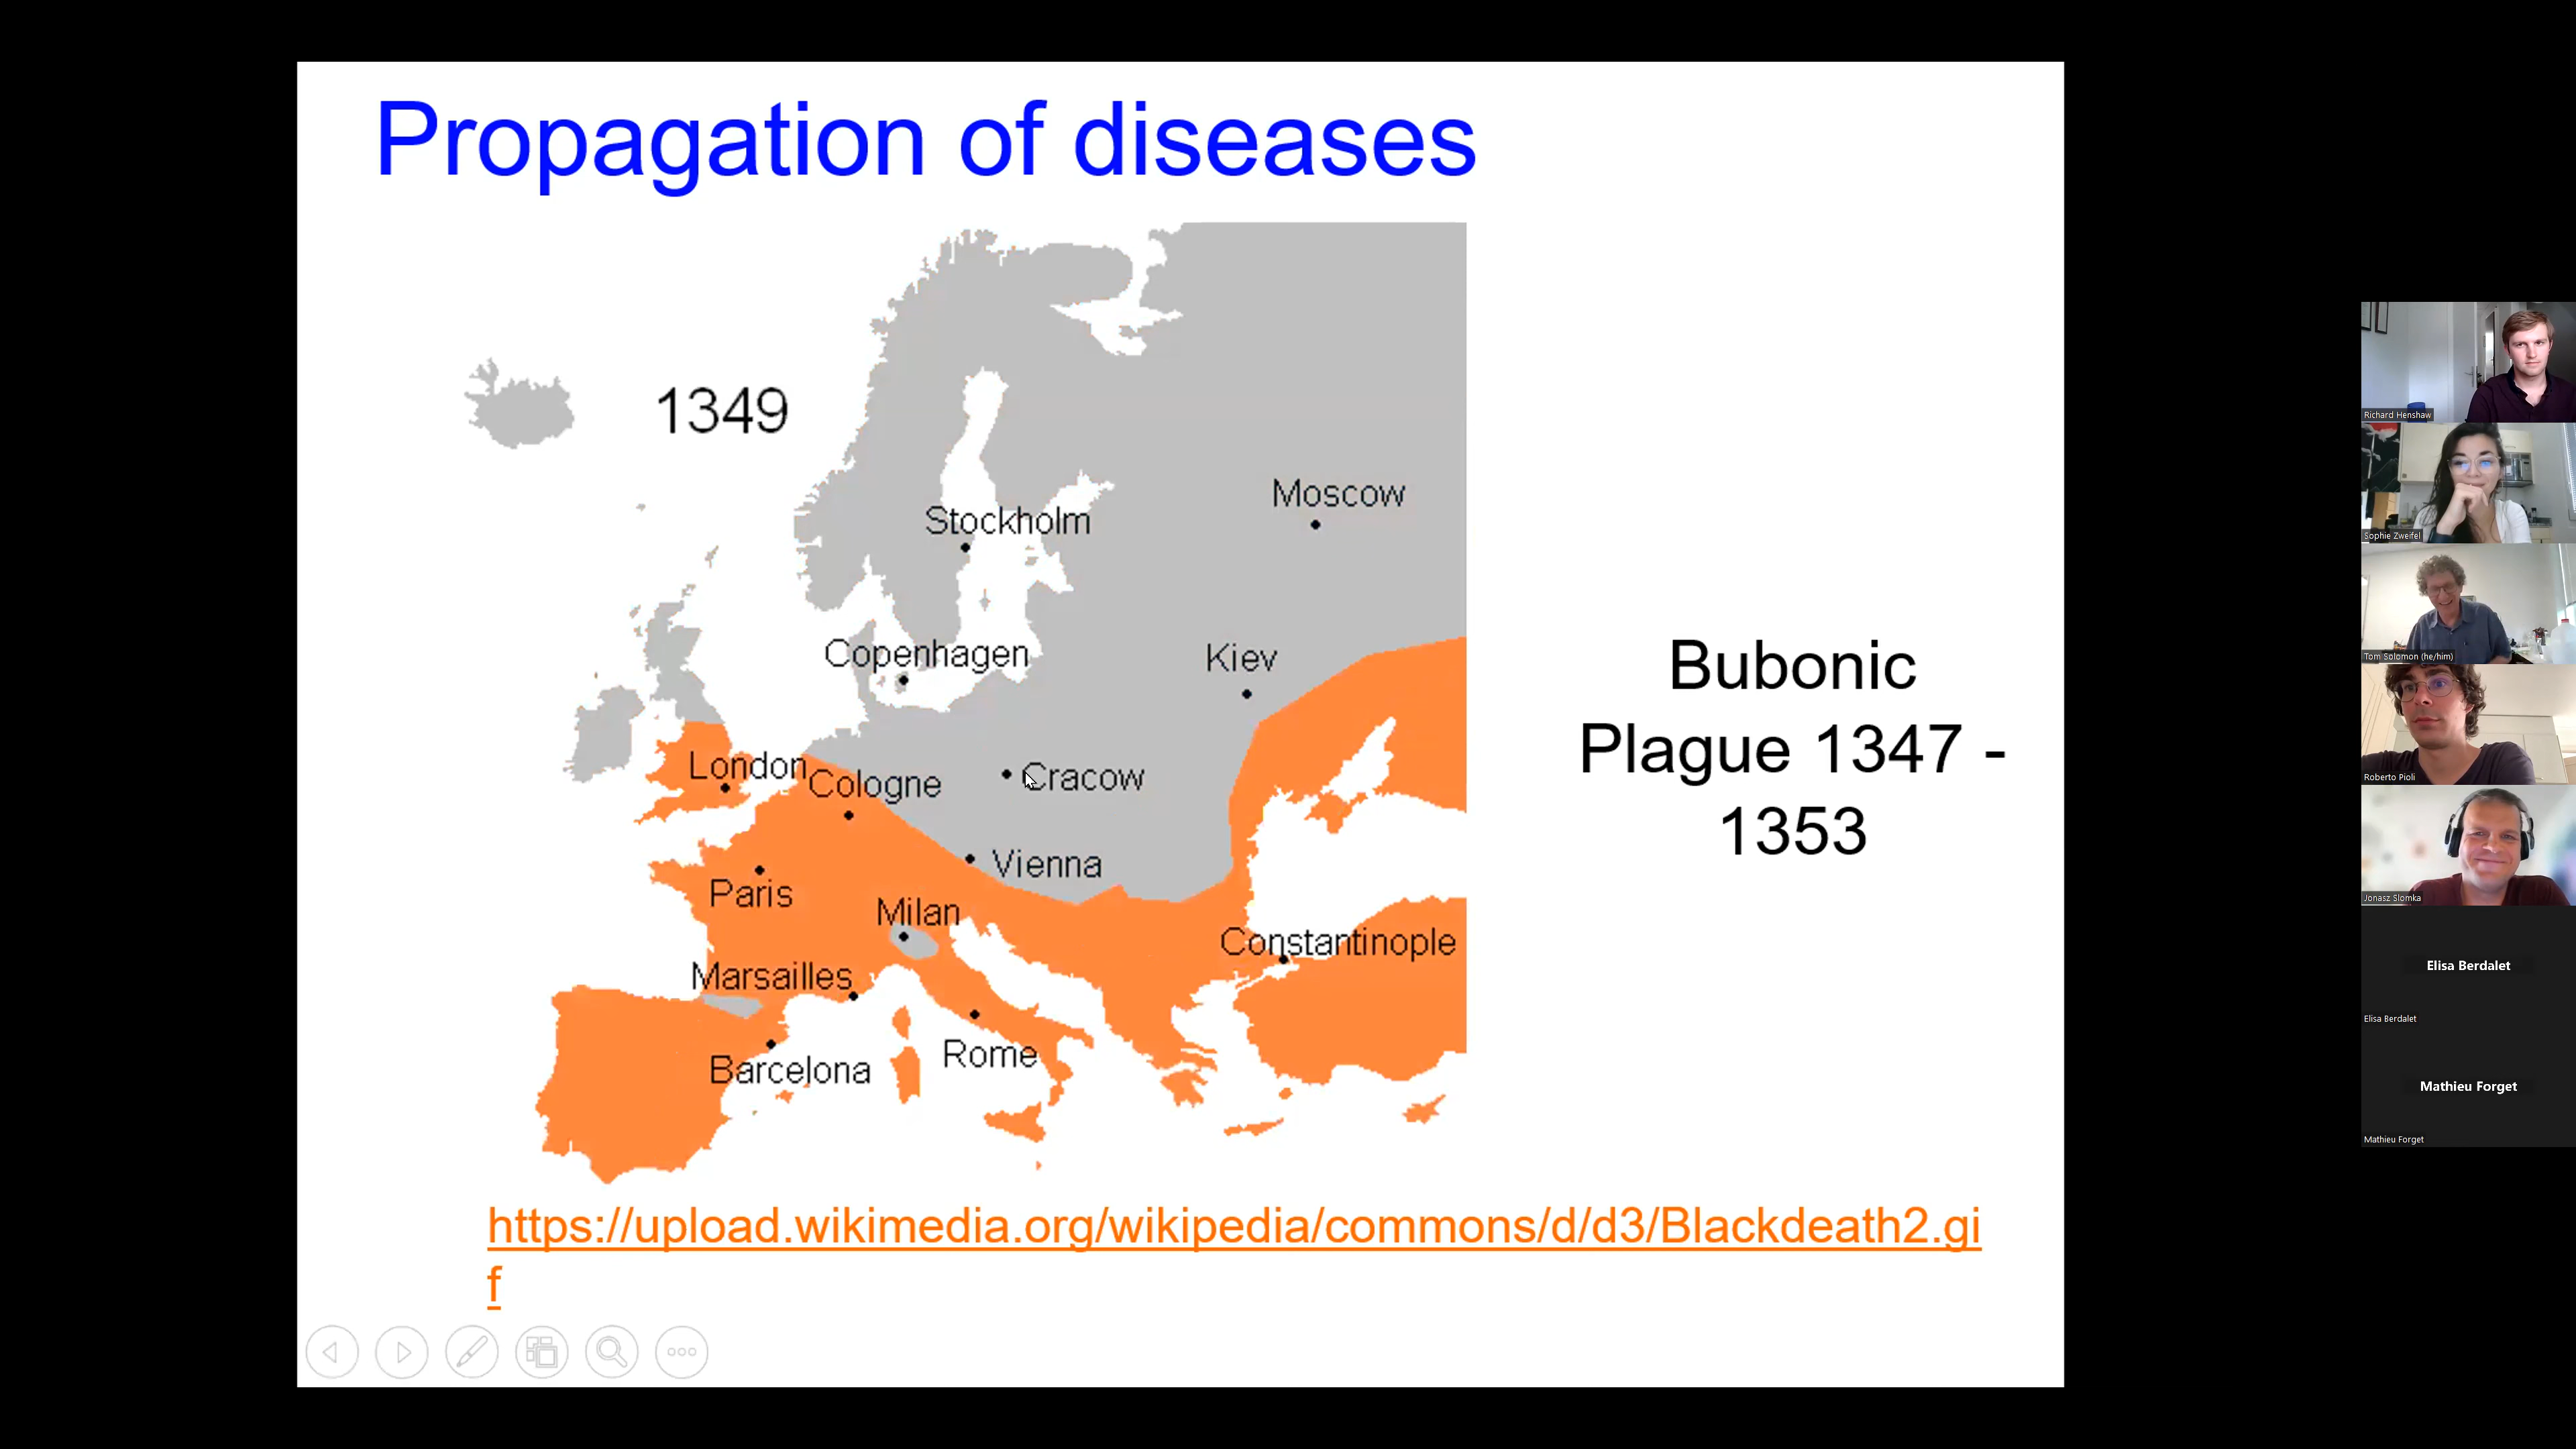 Propagation of diseases
1349
Moscow
Stockholm
Copenhagen
Kiev
London
Cologne
Cracow
Vienna
Paris
Milan
Constantinople
Marsailles
Rome
Barcelona
Bubonic
Plague 1347 -
1353
https://upload.wikimedia.org/wikipedia/commons/d/d3/Blackdeath2.gi
f
Richard Henshaw
Sophie Zweifel
Tom Solomon (he/him)
Roberto Pioli
Jonasz Slomka
Elisa Berdalet
Elisa Berdalet
Mathieu Forget
Mathieu Forget